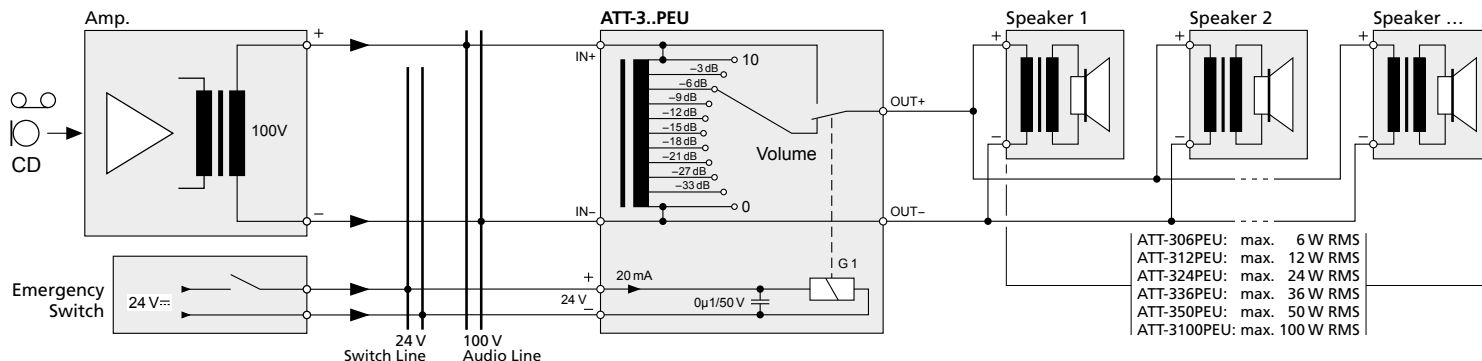 Amp.
ATT-3..PEU
Speaker 1
Speaker 2
Speaker ...
+
IN+
10
–3 dB
–6 dB
–9 dB
–12 dB
–15 dB
–18 dB
–21 dB
–27 dB
–33 dB
0
Volume
OUT+
+
–
+
–
+
–
100V
CD
–
IN–
OUT–
Emergency
Switch
24 V⎓
+
20 mA
24 V
–
0µ1/50 V
G 1
24 V
Switch Line
100 V
Audio Line
ATT-306PEU: max. 6 W RMS
ATT-312PEU: max. 12 W RMS
ATT-324PEU: max. 24 W RMS
ATT-336PEU: max. 36 W RMS
ATT-350PEU: max. 50 W RMS
ATT-3100PEU: max. 100 W RMS